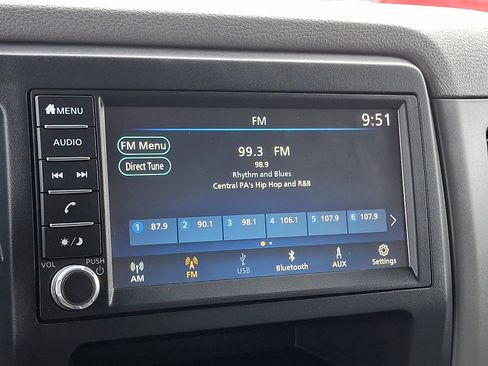 MENU
AUDIO
VOL PUSH
FM 9:51
FM Menu
Direct Tune
99.3 FM
98.9
Rhythm and Blues
Central PA's Hip Hop and R&B
1 87.9 2 90.1 3 98.1 4 106.1 5 107.9 6 107.9
AM FM USB Bluetooth AUX Settings